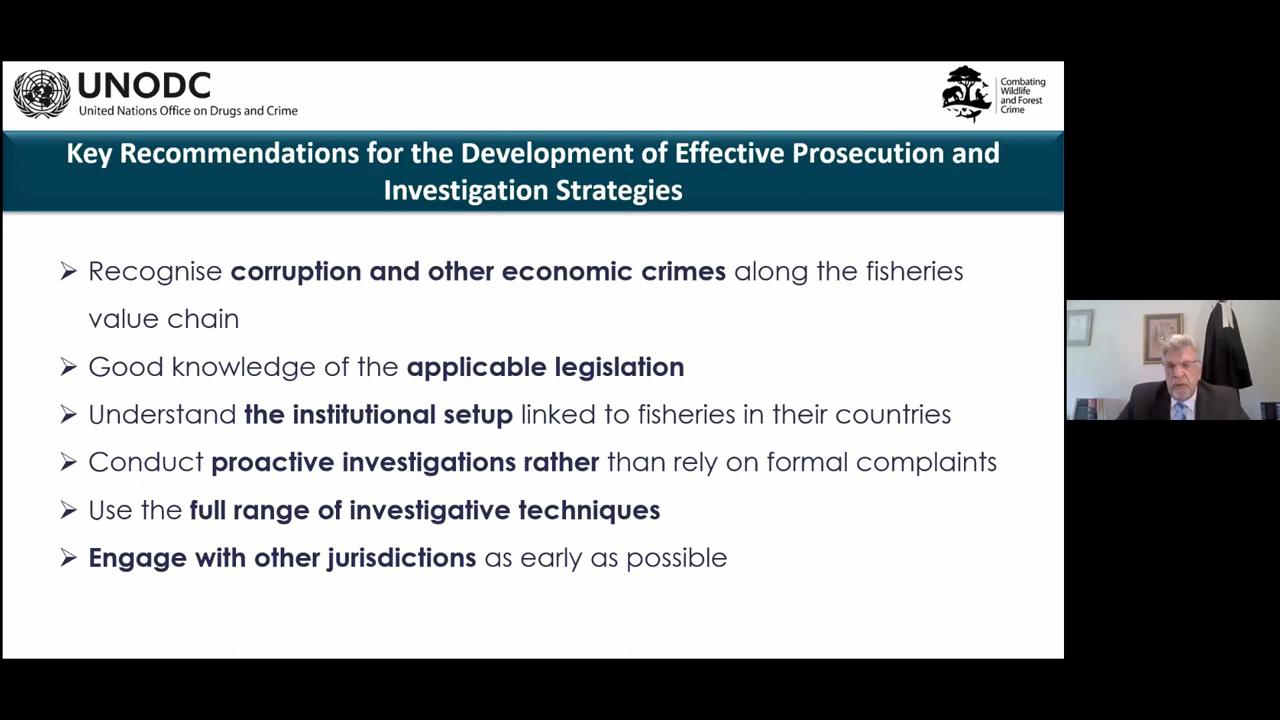 UNODC
United Nations Office on Drugs and Crime
Combating
Wildlife
and Forest
Crime
Key Recommendations for the Development of Effective Prosecution and
Investigation Strategies
➢ Recognise corruption and other economic crimes along the fisheries
value chain
➢ Good knowledge of the applicable legislation
➢ Understand the institutional setup linked to fisheries in their countries
➢ Conduct proactive investigations rather than rely on formal complaints
➢ Use the full range of investigative techniques
➢ Engage with other jurisdictions as early as possible